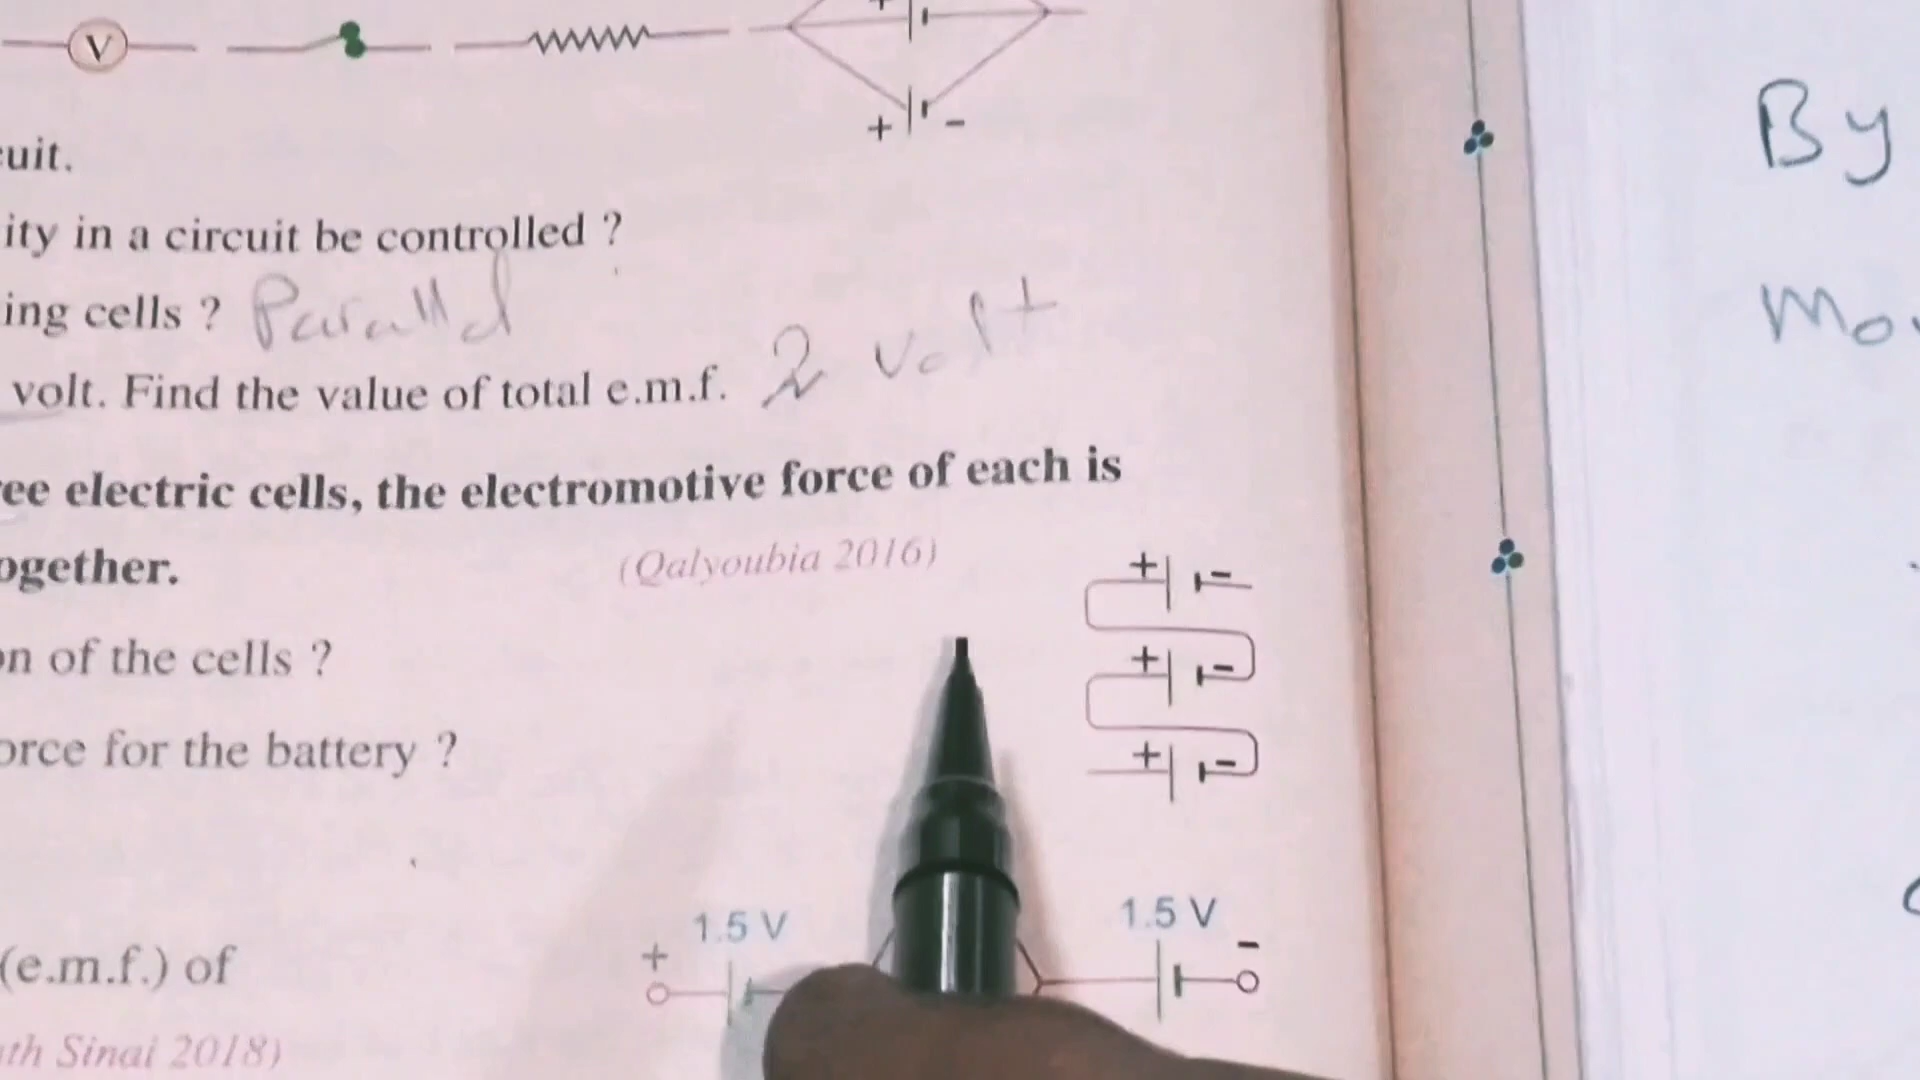 V
+ -
uit.
ity in a circuit be controlled ?
ing cells ? Parallel
volt. Find the value of total e.m.f. 2 volt
ee electric cells, the electromotive force of each is
ogether. (Qalyoubia 2016)
+ -
n of the cells ?
+ -
orce for the battery ?
+ -
1.5 V 1.5 V
+ -
(e.m.f.) of
th Sinai 2018)
By